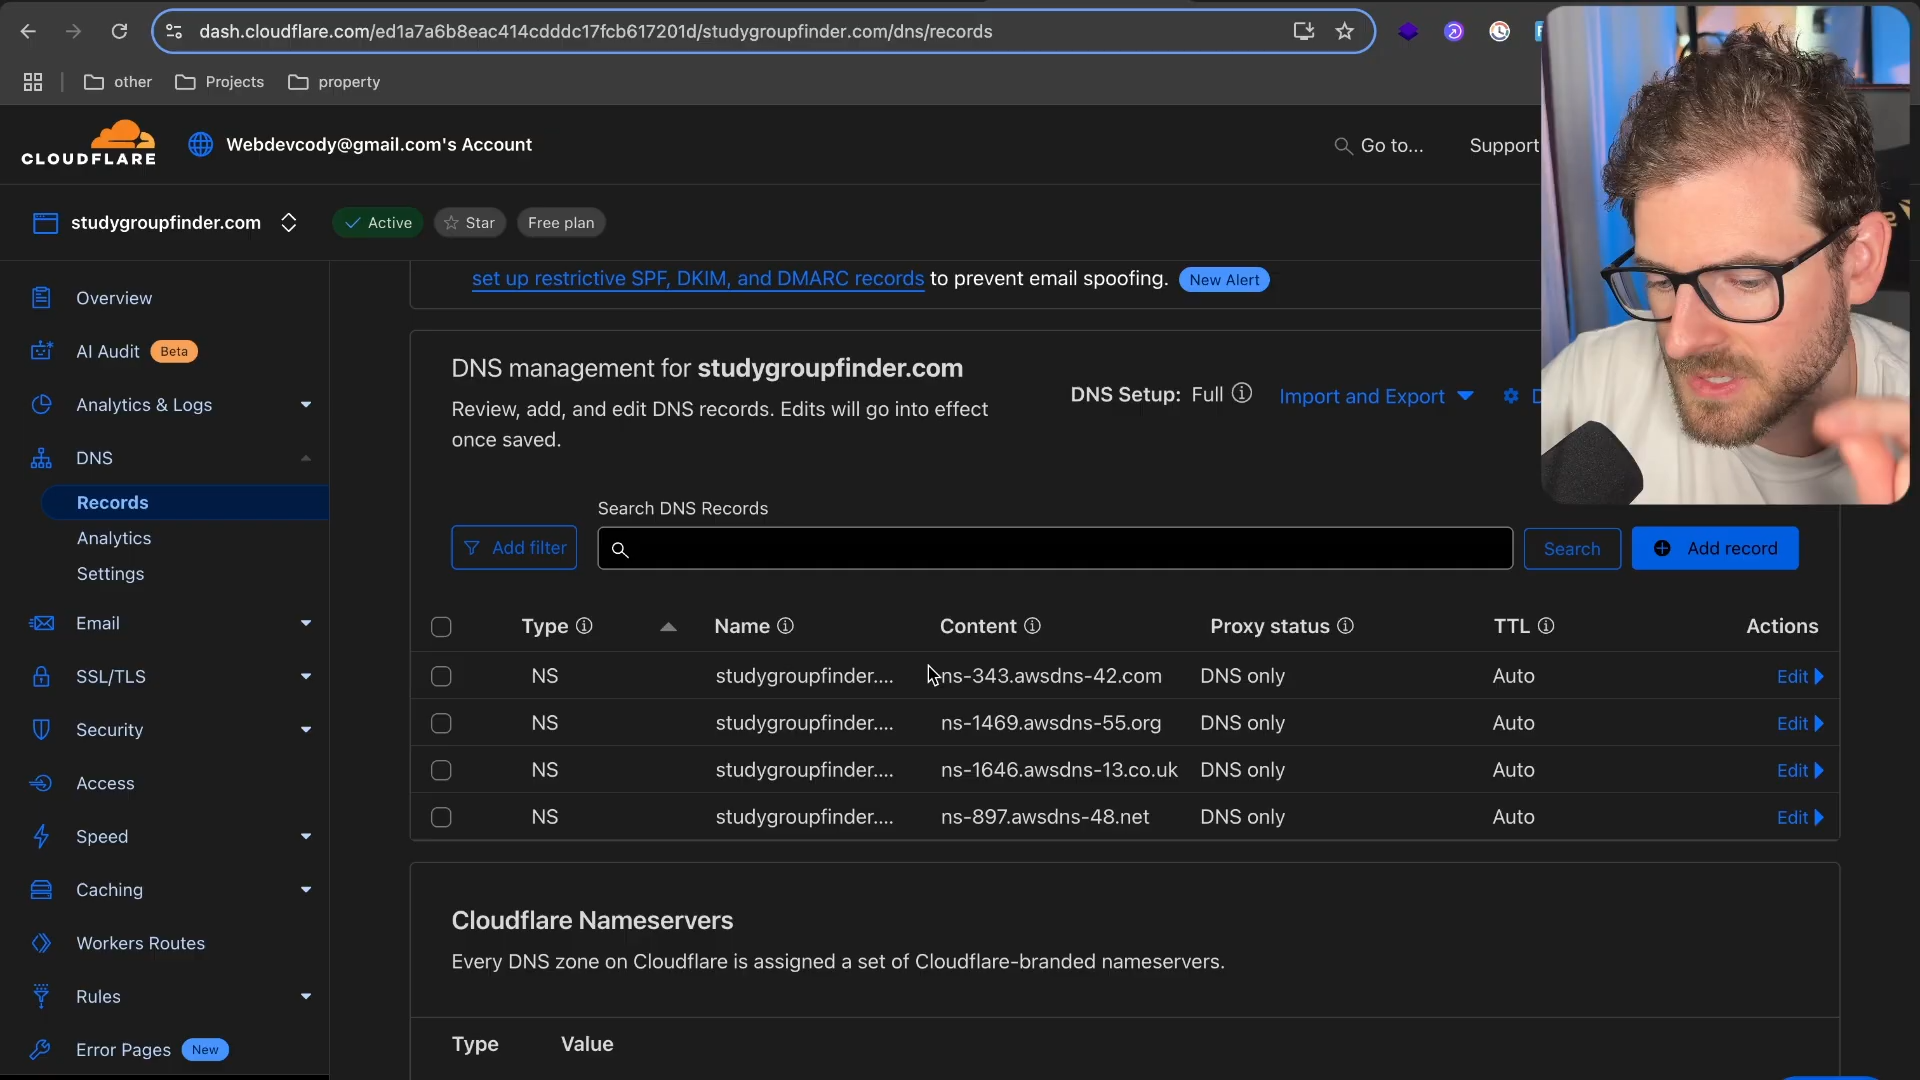 dash.cloudflare.com/ed1a7a6b8eac414cdddc17fcb617201d/studygroupfinder.com/dns/records
other
Projects
property
CLOUDFLARE
Webdevcody@gmail.com's Account
Go to...
Support
studygroupfinder.com
Active
Star
Free plan
Overview
AI Audit Beta
Analytics & Logs
DNS
Records
Analytics
Settings
Email
SSL/TLS
Security
Access
Speed
Caching
Workers Routes
Rules
Error Pages New
set up restrictive SPF, DKIM, and DMARC records to prevent email spoofing. New Alert
DNS management for studygroupfinder.com
Review, add, and edit DNS records. Edits will go into effect
once saved.
DNS Setup: Full
Import and Export
Search DNS Records
Add filter
Search
Add record
Type Name Content Proxy status TTL Actions
NS studygroupfinder.... ns-343.awsdns-42.com DNS only Auto Edit
NS studygroupfinder.... ns-1469.awsdns-55.org DNS only Auto Edit
NS studygroupfinder.... ns-1646.awsdns-13.co.uk DNS only Auto Edit
NS studygroupfinder.... ns-897.awsdns-48.net DNS only Auto Edit
Cloudflare Nameservers
Every DNS zone on Cloudflare is assigned a set of Cloudflare-branded nameservers.
Type Value